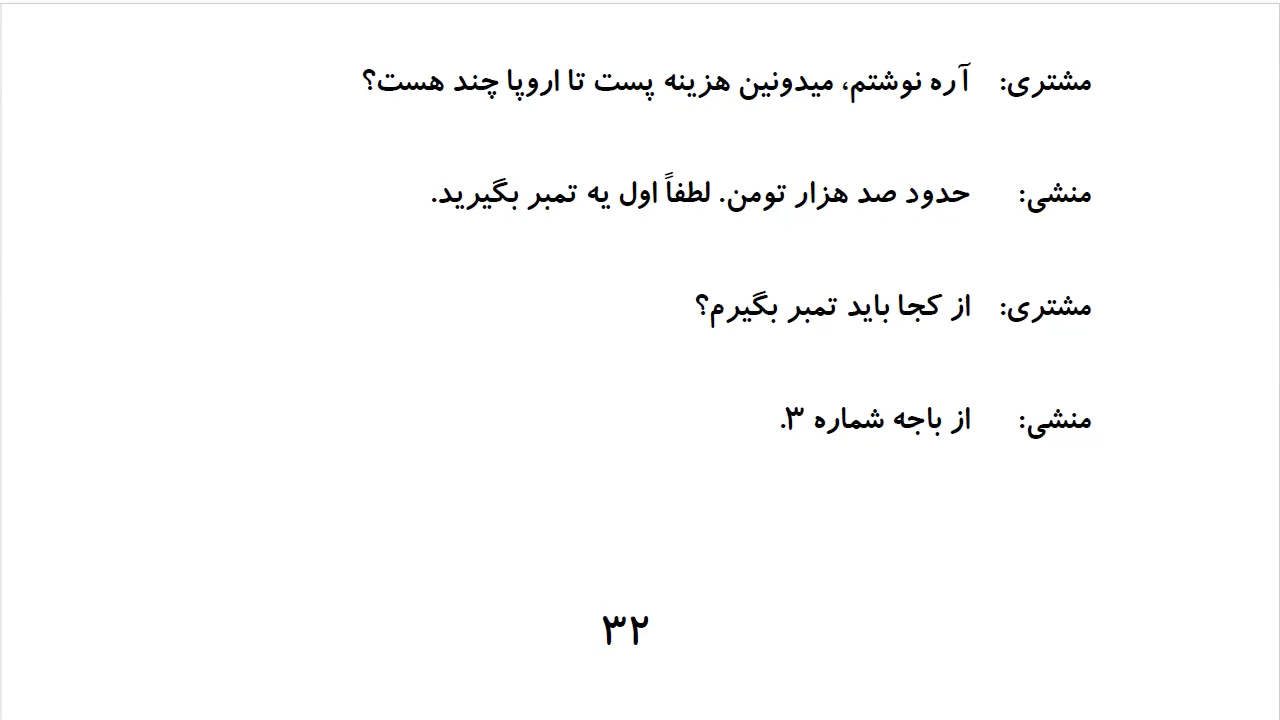 مشتری: آره نوشتم، میدونین هزینه پست تا اروپا چند هست؟
منشی: حدود صد هزار تومن. لطفاً اول یه تمبر بگیرید.
مشتری: از کجا باید تمبر بگیرم؟
منشی: از باجه شماره ۳.
۳۲